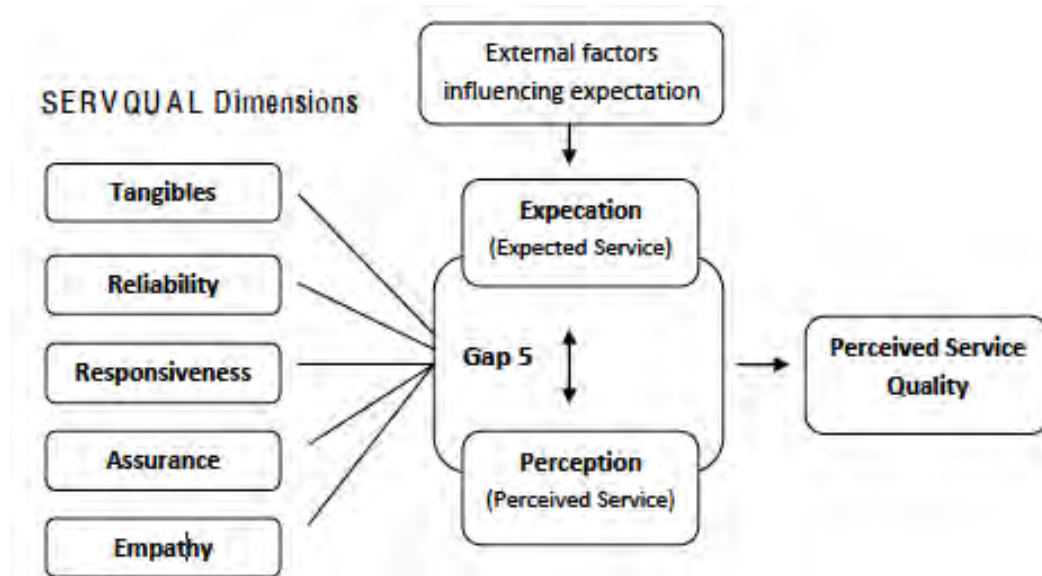 External factors
influencing expectation
SERVQUAL Dimensions
Tangibles
Reliability
Responsiveness
Assurance
Empathy
Expecation
(Expected Service)
Gap 5
Perception
(Perceived Service)
Perceived Service
Quality